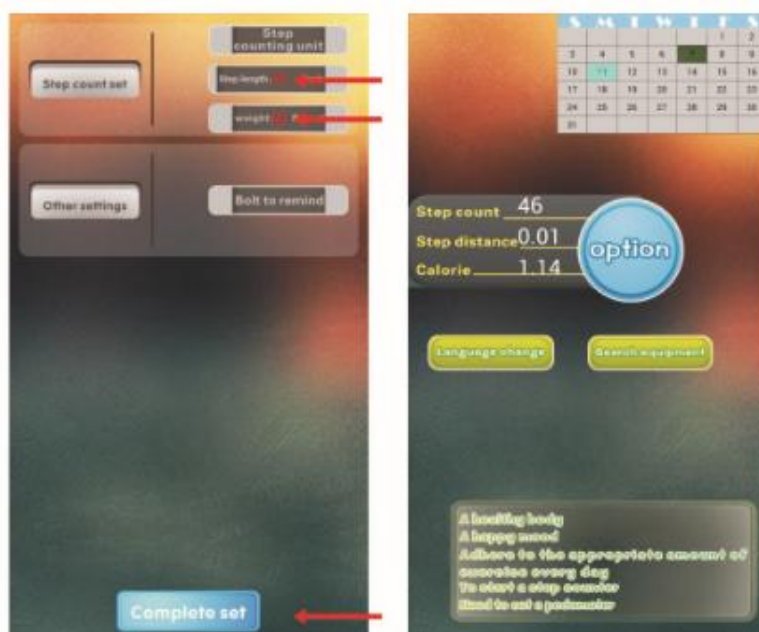 Step
counting unit
Step count set
Step length
weight
Other settings
Bolt to remind
Complete set
S M T W T F S
1 2
3 4 5 6 7 8 9
10 11 12 13 14 15 16
17 18 19 20 21 22 23
24 25 26 27 28 29 30
31
Step count 46
Step distance 0.01
Calorie 1.14
option
Language change
Search equipment
A healthy body
A happy mood
Adhere to the appropriate amount of
exercise every day
To start a step counter
Need to set a pedometer